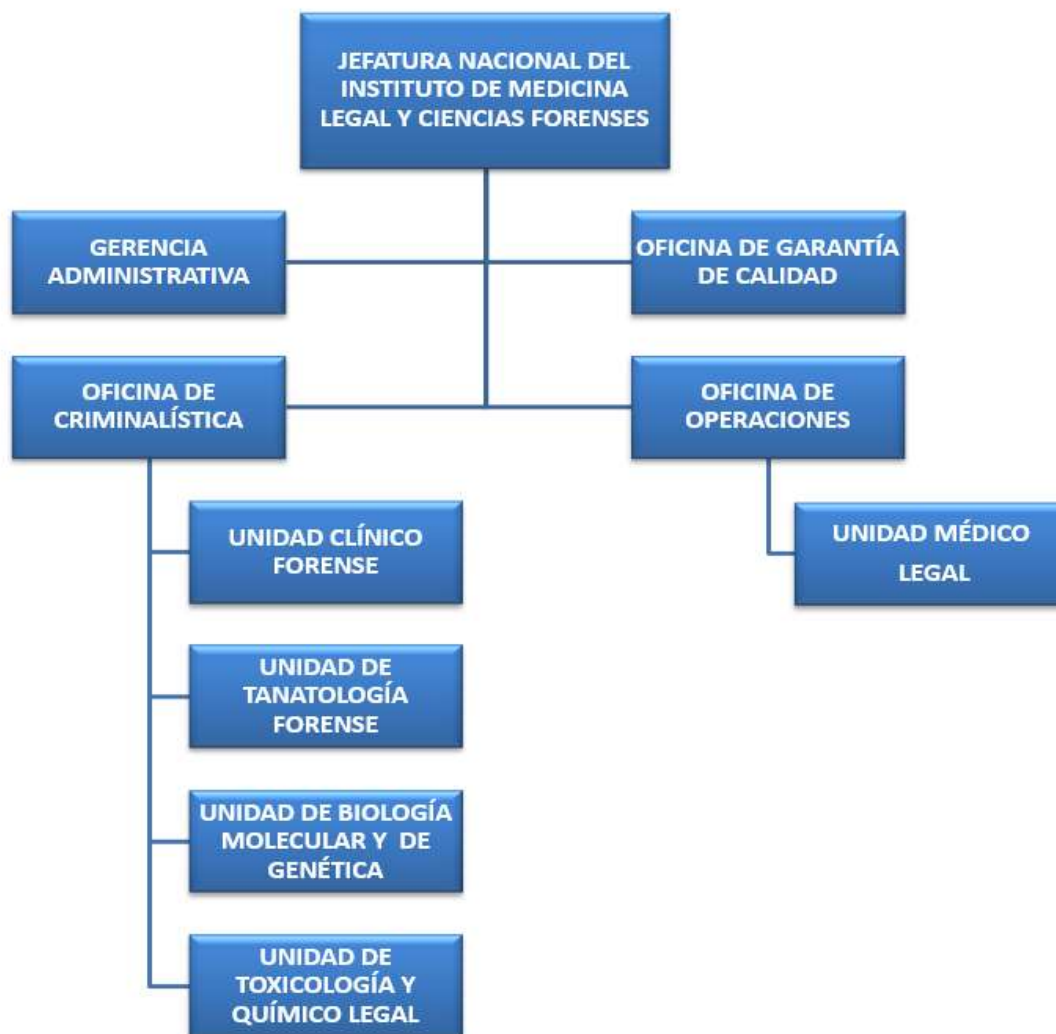 JEFATURA NACIONAL DEL
INSTITUTO DE MEDICINA
LEGAL Y CIENCIAS FORENSES
GERENCIA
ADMINISTRATIVA
OFICINA DE GARANTÍA
DE CALIDAD
OFICINA DE
CRIMINALÍSTICA
OFICINA DE
OPERACIONES
UNIDAD CLÍNICO
FORENSE
UNIDAD MÉDICO
LEGAL
UNIDAD DE
TANATOLOGÍA
FORENSE
UNIDAD DE BIOLOGÍA
MOLECULAR Y DE
GENÉTICA
UNIDAD DE
TOXICOLOGÍA Y
QUÍMICO LEGAL